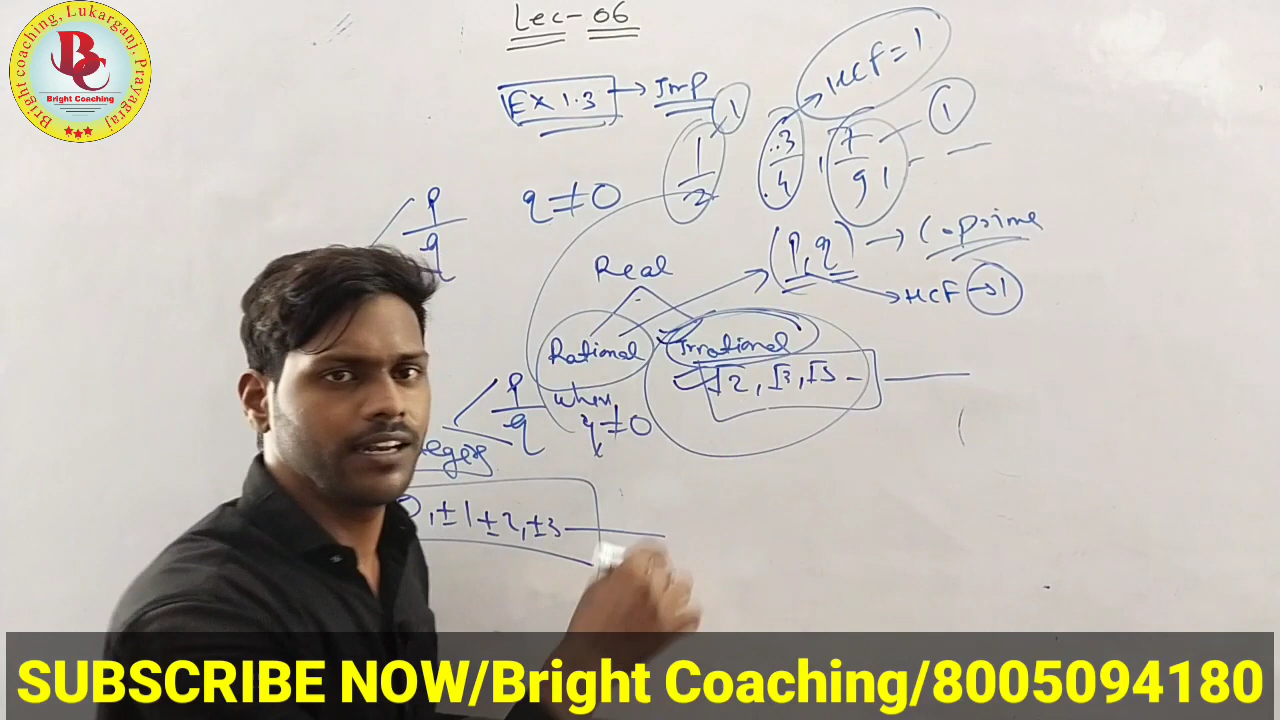 Bright coaching, Lukarganj, Prayagraj
BC
Bright Coaching
Lec-06
EX 1.3 → Imp
HCF=1
1/2 1 3/4, 7/9, 1
p/q q≠0
(p,q) → Co-prime
HCF → 1
Real
Rational Irrational
√2, √3, √5 -
p/q when q≠0
0, ±1 ±2, ±3
SUBSCRIBE NOW/Bright Coaching/8005094180